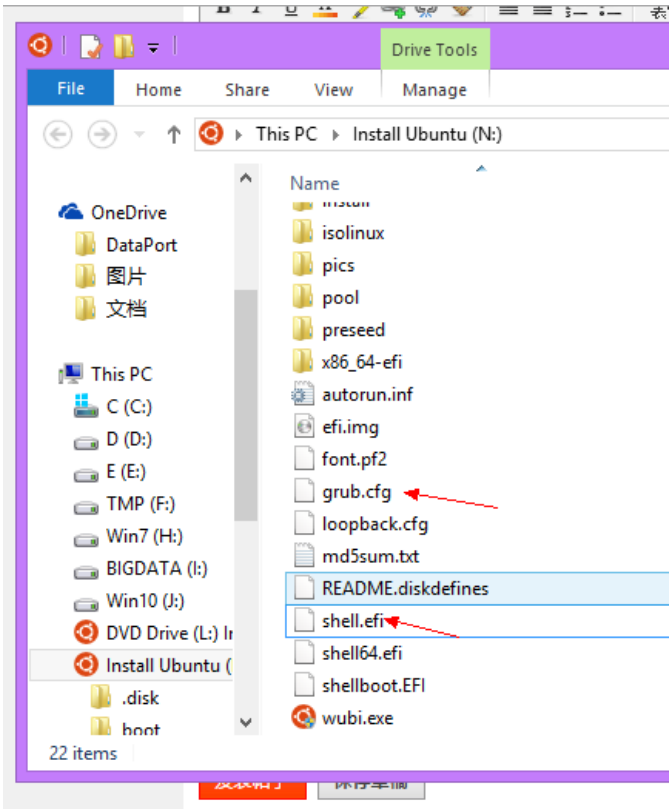 B I U
Drive Tools
File Home Share View Manage
This PC Install Ubuntu (N:)
Name
OneDrive
DataPort
图片
文档
This PC
C (C:)
D (D:)
E (E:)
TMP (F:)
Win7 (H:)
BIGDATA (I:)
Win10 (J:)
DVD Drive (L:) Ir
Install Ubuntu (
.disk
boot
install
isolinux
pics
pool
preseed
x86_64-efi
autorun.inf
efi.img
font.pf2
grub.cfg
loopback.cfg
md5sum.txt
README.diskdefines
shell.efi
shell64.efi
shellboot.EFI
wubi.exe
22 items